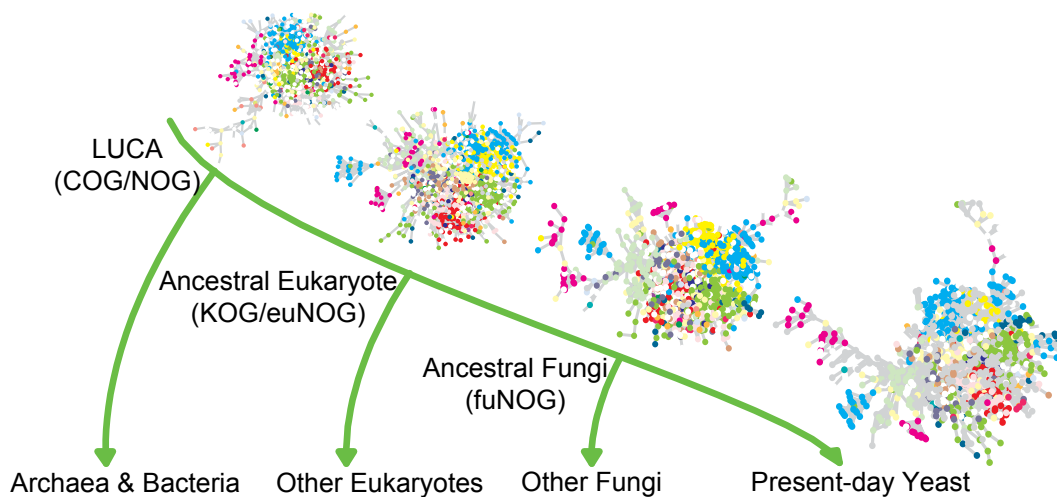 LUCA
(COG/NOG)
Ancestral Eukaryote
(KOG/euNOG)
Ancestral Fungi
(fuNOG)
Archaea & Bacteria
Other Eukaryotes
Other Fungi
Present-day Yeast